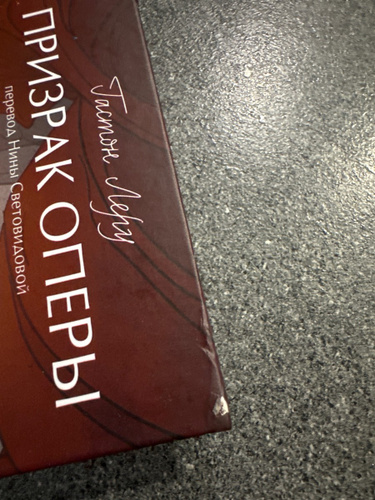 Гастон Леру
ПРИЗРАК ОПЕРЫ
перевод Нины Световидовой